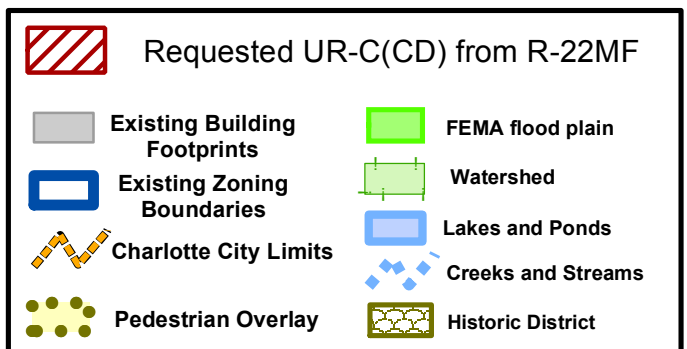 Requested UR-C(CD) from R-22MF
Existing Building
Footprints
Existing Zoning
Boundaries
Charlotte City Limits
Pedestrian Overlay
FEMA flood plain
Watershed
Lakes and Ponds
Creeks and Streams
Historic District